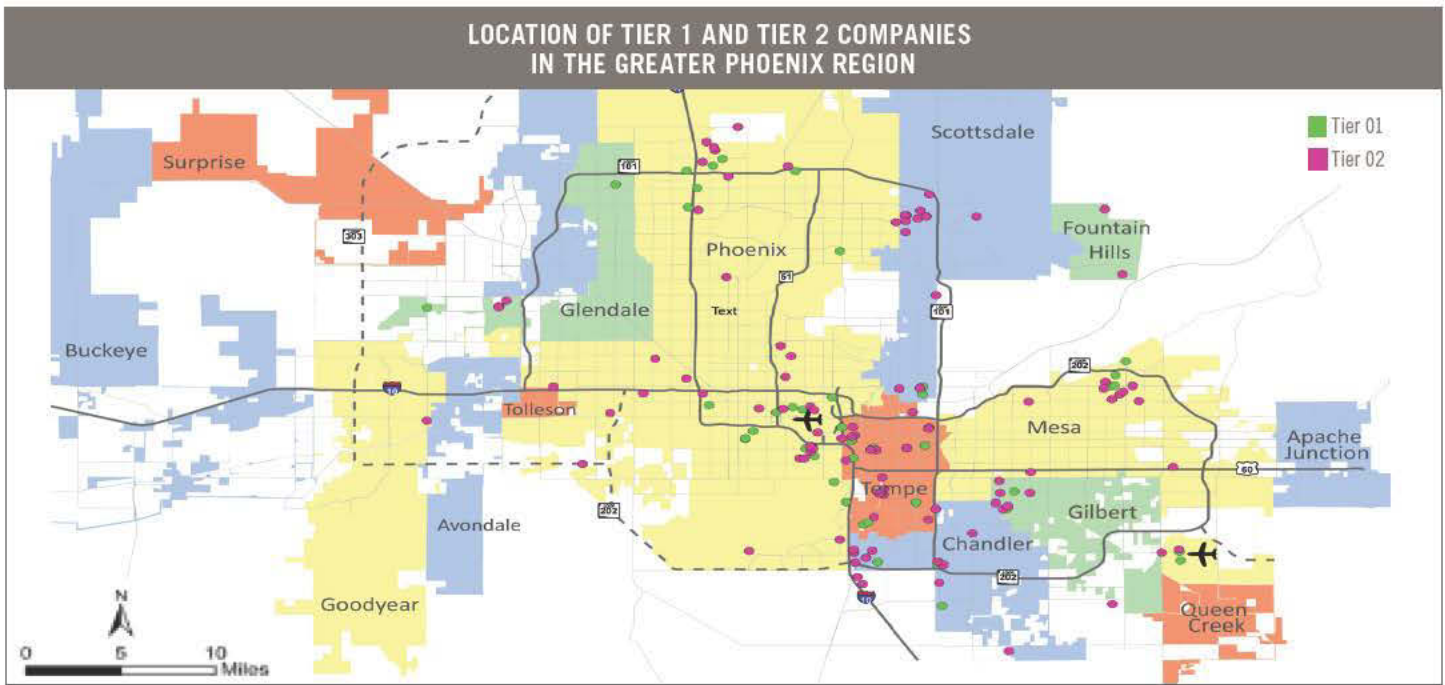 LOCATION OF TIER 1 AND TIER 2 COMPANIES
IN THE GREATER PHOENIX REGION
Tier 01
Tier 02
Scottsdale
Surprise
101
Fountain
Hills
303
Phoenix
51
Glendale
Text
101
Buckeye
202
10
Tolleson
Mesa
Apache
Junction
60
Tempe
202
Gilbert
Avondale
Chandler
202
10
Goodyear
Queen
Creek
N
0 5 10
Miles